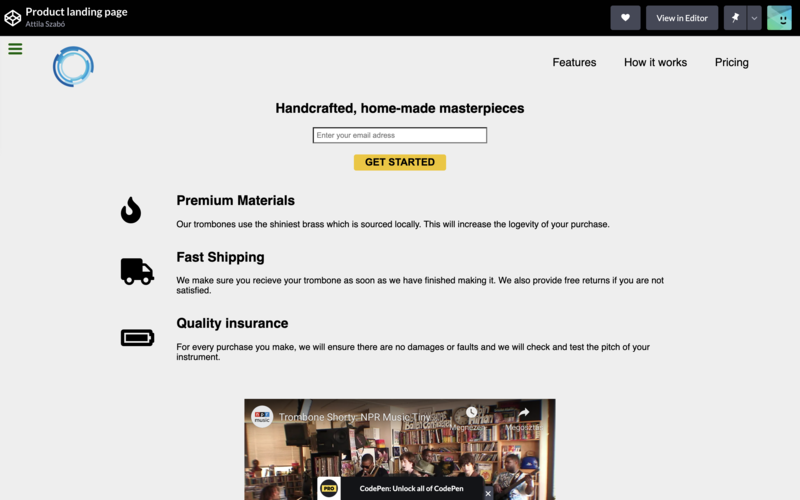 Product landing page
Attila Szabó
View in Editor
Features
How it works
Pricing
Handcrafted, home-made masterpieces
Enter your email adress
GET STARTED
Premium Materials
Our trombones use the shiniest brass which is sourced locally. This will increase the logevity of your purchase.
Fast Shipping
We make sure you recieve your trombone as soon as we have finished making it. We also provide free returns if you are not
satisfied.
Quality insurance
For every purchase you make, we will ensure there are no damages or faults and we will check and test the pitch of your
instrument.
npr
music
Trombone Shorty: NPR Music Tiny...
PRO
CodePen: Unlock all of CodePen